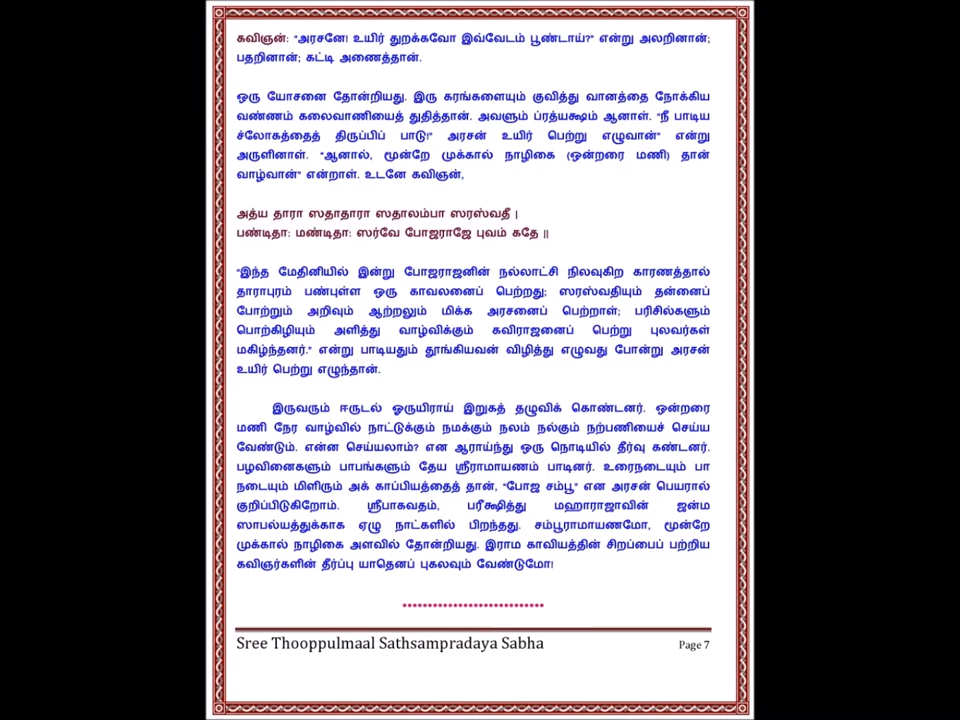 கவிஞன்: "அரசனே! உயிர் துறக்கவோ இவ்வேடம் பூண்டாய்?" என்று அலறினான்;
பதறினான்; கட்டி அணைத்தான்.
ஒரு யோசனை தோன்றியது. இரு கரங்களையும் குவித்து வானத்தை நோக்கிய
வண்ணம் கலைவாணியைத் துதித்தான். அவளும் ப்ரத்யக்ஷம் ஆனாள். "நீ பாடிய
ச்லோகத்தைத் திருப்பிப் பாடு!" அரசன் உயிர் பெற்று எழுவான்" என்று
அருளினாள். "ஆனால், மூன்றே முக்கால் நாழிகை (ஒன்றரை மணி) தான்
வாழ்வான்" என்றாள். உடனே கவிஞன்,
அத்ய தாரா ஸதாதாரா ஸதாலம்பா ஸரஸ்வதீ |
பண்டிதா: மண்டிதா: ஸர்வே போஜராஜே புவம் கதே ||
"இந்த மேதினியில் இன்று போஜராஜனின் நல்லாட்சி நிலவுகிற காரணத்தால்
தாராபுரம் பண்புள்ள ஒரு காவலனைப் பெற்றது; ஸரஸ்வதியும் தன்னைப்
போற்றும் அறிவும் ஆற்றலும் மிக்க அரசனைப் பெற்றாள்; பரிசில்களும்
பொற்கிழியும் அளித்து வாழ்விக்கும் கவிராஜனைப் பெற்று புலவர்கள்
மகிழ்ந்தனர்." என்று பாடியதும் தூங்கியவன் விழித்து எழுவது போன்று அரசன்
உயிர் பெற்று எழுந்தான்.
இருவரும் ஈருடல் ஓருயிராய் இறுகத் தழுவிக் கொண்டனர். ஒன்றரை
மணி நேர வாழ்வில் நாட்டுக்கும் நமக்கும் நலம் நல்கும் நற்பணியைச் செய்ய
வேண்டும். என்ன செய்யலாம்? என ஆராய்ந்து ஒரு நொடியில் தீர்வு கண்டனர்.
பழவினைகளும் பாபங்களும் தேய ஸ்ரீராமாயணம் பாடினர். உரைநடையும் பா
நடையும் மிளிரும் அக் காப்பியத்தைத் தான், "போஜ சம்பூ" என அரசன் பெயரால்
குறிப்பிடுகிறோம். ஸ்ரீபாகவதம், பரீக்ஷித்து மஹாராஜாவின் ஜன்ம
ஸாபல்யத்துக்காக ஏழு நாட்களில் பிறந்தது. சம்பூராமாயணமோ, மூன்றே
முக்கால் நாழிகை அளவில் தோன்றியது. இராம காவியத்தின் சிறப்பைப் பற்றிய
கவிஞர்களின் தீர்ப்பு யாதெனப் புகலவும் வேண்டுமோ!
****************************
Sree Thooppulmaal Sathsampradaya Sabha Page 7